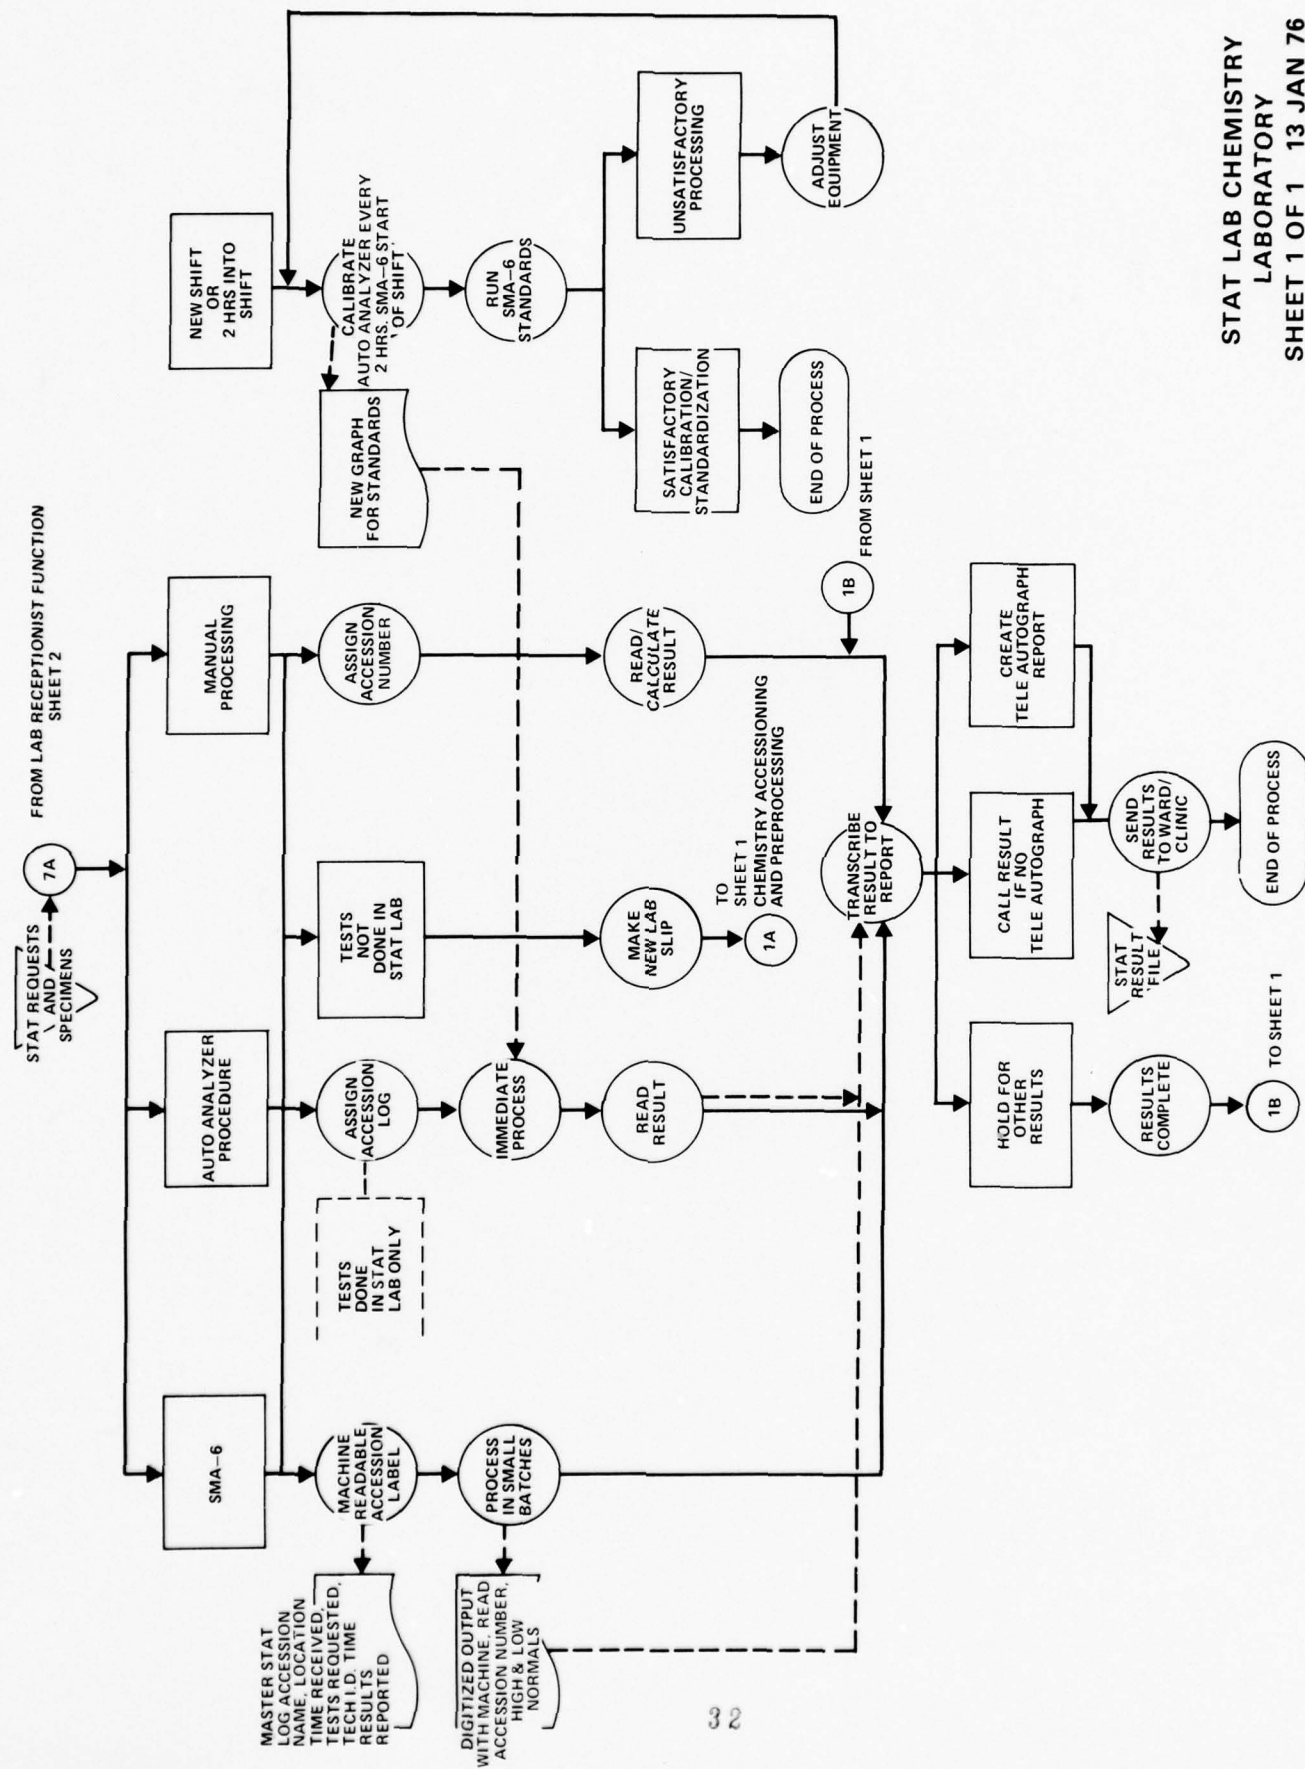 STAT REQUESTS
AND
SPECIMENS
7A
FROM LAB RECEPTIONIST FUNCTION
SHEET 2
SMA-6
AUTO ANALYZER
PROCEDURE
MANUAL
PROCESSING
NEW SHIFT
OR
2 HRS INTO
SHIFT
MASTER STAT
LOG ACCESSION
NAME, LOCATION
TIME RECEIVED,
TESTS REQUESTED,
TECH I.D. TIME
RESULTS
REPORTED
MACHINE
READABLE
ACCESSION
LABEL
TESTS
DONE
IN STAT
LAB ONLY
ASSIGN
ACCESSION
LOG
TESTS
NOT
DONE IN
STAT LAB
ASSIGN
ACCESSION
NUMBER
NEW GRAPH
FOR STANDARDS
CALIBRATE
AUTO ANALYZER EVERY
2 HRS. SMA-6 START
OF SHIFT
DIGITIZED OUTPUT
WITH MACHINE. READ
ACCESSION NUMBER,
HIGH & LOW
NORMALS
PROCESS
IN SMALL
BATCHES
IMMEDIATE
PROCESS
RUN
SMA-6
STANDARDS
READ
RESULT
MAKE
NEW LAB
SLIP
READ/
CALCULATE
RESULT
SATISFACTORY
CALIBRATION/
STANDARDIZATION
UNSATISFACTORY
PROCESSING
TO
SHEET 1
CHEMISTRY ACCESSIONING
AND PREPROCESSING
1A
END OF PROCESS
ADJUST
EQUIPMENT
1B
FROM SHEET 1
TRANSCRIBE
RESULT TO
REPORT
HOLD FOR
OTHER
RESULTS
CALL RESULT
IF NO
TELE AUTOGRAPH
CREATE
TELE AUTOGRAPH
REPORT
RESULTS
COMPLETE
STAT
RESULT
FILE
SEND
RESULTS
TO WARD/
CLINIC
1B
TO SHEET 1
END OF PROCESS
STAT LAB CHEMISTRY
LABORATORY
SHEET 1 OF 1 13 JAN 76
32